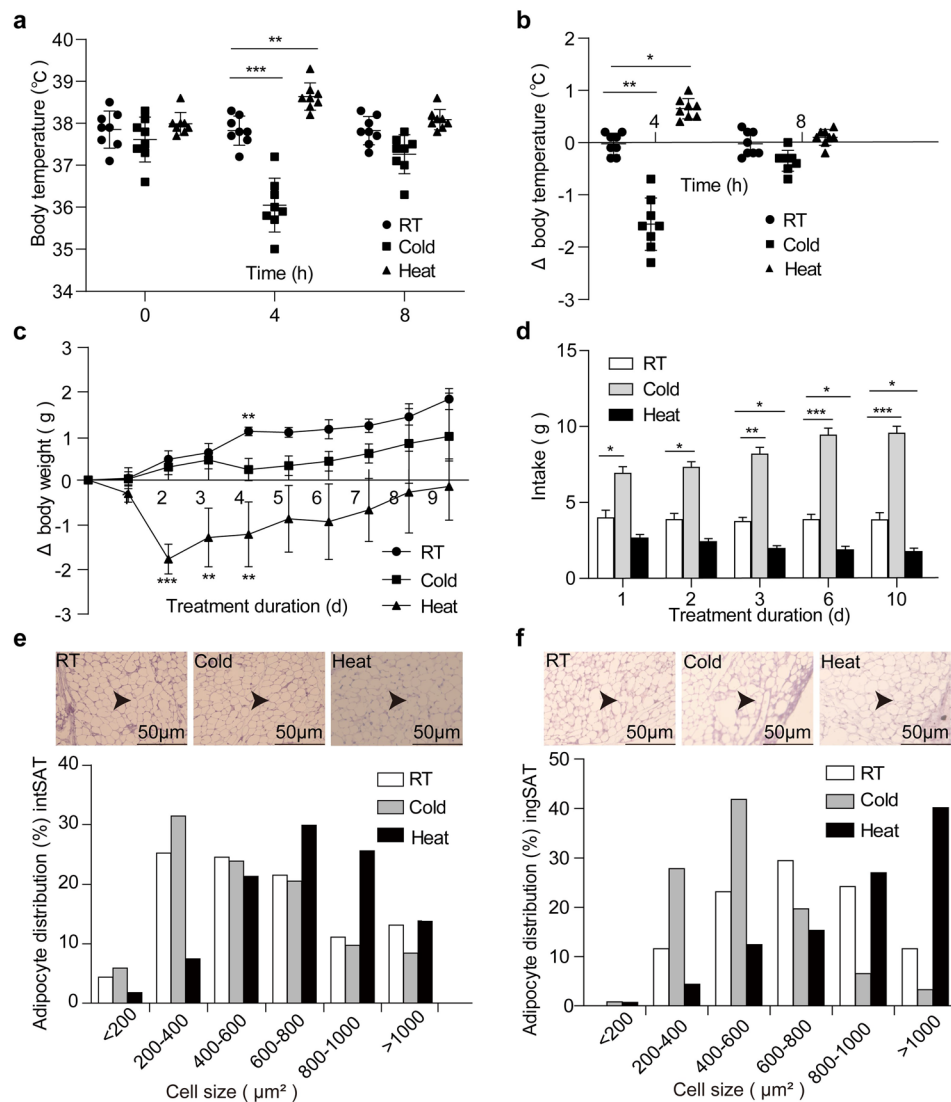 a
Body temperature (°C)
40
39
38
37
36
35
34
**
***
RT
Cold
Heat
Time (h)
0
4
8
b
Δ body temperature (°C)
2
1
0
-1
-2
-3
*
**
4
8
Time (h)
RT
Cold
Heat
c
Δ body weight ( g )
3
2
1
0
-1
-2
-3
**
1 2 3 4 5 6 7 8 9
*** ** **
Treatment duration (d)
RT
Cold
Heat
d
Intake ( g )
15
10
5
0
RT
Cold
Heat
* * * * *
** *** ***
1 2 3 6 10
Treatment duration (d)
e
RT Cold Heat
50μm 50μm 50μm
Adipocyte distribution (%) intSAT
40
30
20
10
0
RT
Cold
Heat
<200 200-400 400-600 600-800 800-1000 >1000
Cell size ( μm² )
f
RT Cold Heat
50μm 50μm 50μm
Adipocyte distribution (%) ingSAT
50
40
30
20
10
0
RT
Cold
Heat
<200 200-400 400-600 600-800 800-1000 >1000
Cell size ( μm² )